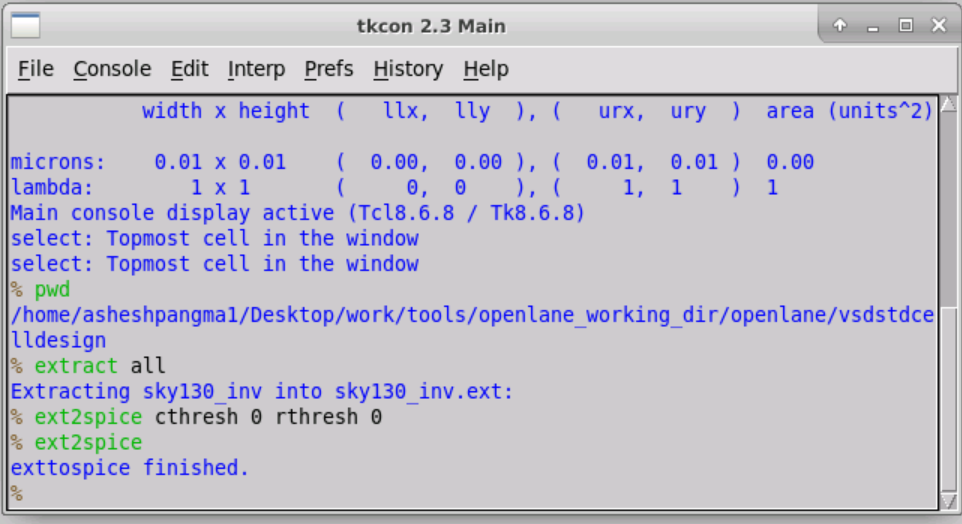 tkcon 2.3 Main
File Console Edit Interp Prefs History Help
width x height ( llx, lly ), ( urx, ury ) area (units^2)
microns: 0.01 x 0.01 ( 0.00, 0.00 ), ( 0.01, 0.01 ) 0.00
lambda: 1 x 1 ( 0, 0 ), ( 1, 1 ) 1
Main console display active (Tcl8.6.8 / Tk8.6.8)
select: Topmost cell in the window
select: Topmost cell in the window
% pwd
/home/asheshpangma1/Desktop/work/tools/openlane_working_dir/openlane/vsdstdce
lldesign
% extract all
Extracting sky130_inv into sky130_inv.ext:
% ext2spice cthresh 0 rthresh 0
% ext2spice
exttospice finished.
%